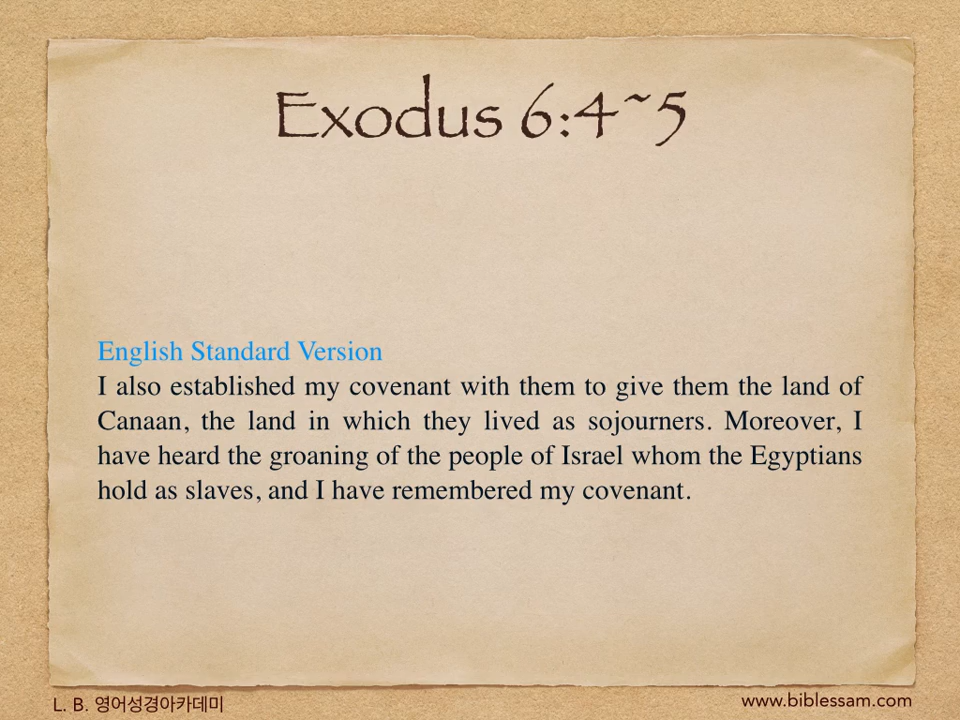 Exodus 6:4~5
English Standard Version
I also established my covenant with them to give them the land of
Canaan, the land in which they lived as sojourners. Moreover, I
have heard the groaning of the people of Israel whom the Egyptians
hold as slaves, and I have remembered my covenant.
L. B. 영어성경아카데미
www.biblessam.com